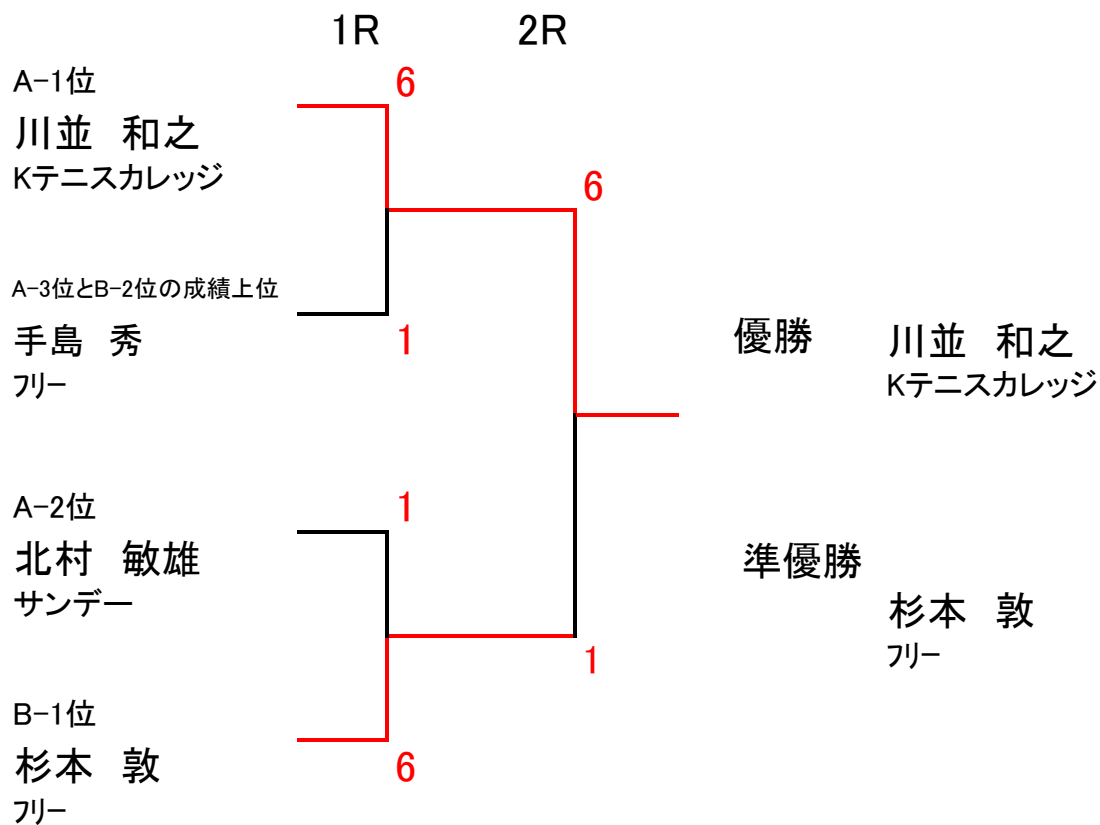 1R 2R
A-1位
6
川並 和之
Kテニスカレッジ
6
A-3位とB-2位の成績上位
手島 秀
1
フリー
優勝 川並 和之
Kテニスカレッジ
A-2位
1
北村 敏雄
サンデー
準優勝
杉本 敦
フリー
1
B-1位
杉本 敦
6
フリー